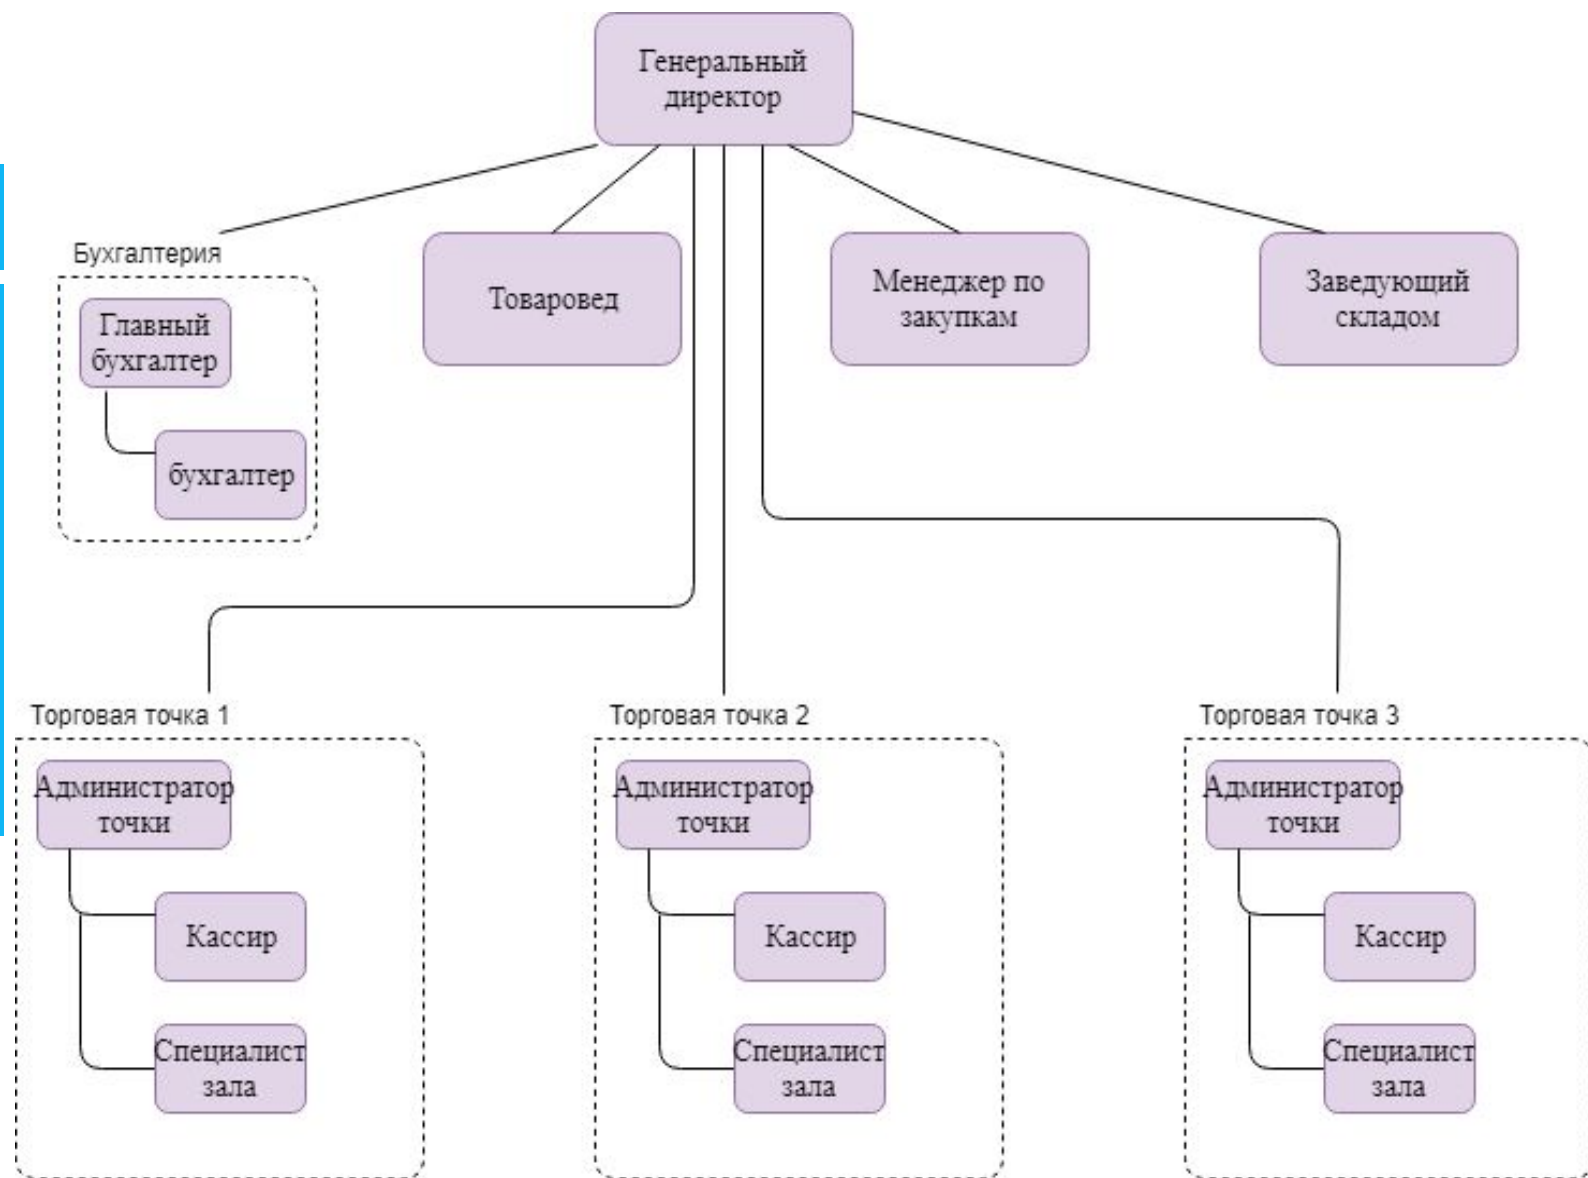 Генеральный
директор
Бухгалтерия
Главный
бухгалтер
бухгалтер
Товаровед
Менеджер по
закупкам
Заведующий
складом
Торговая точка 1
Администратор
точки
Кассир
Специалист
зала
Торговая точка 2
Администратор
точки
Кассир
Специалист
зала
Торговая точка 3
Администратор
точки
Кассир
Специалист
зала